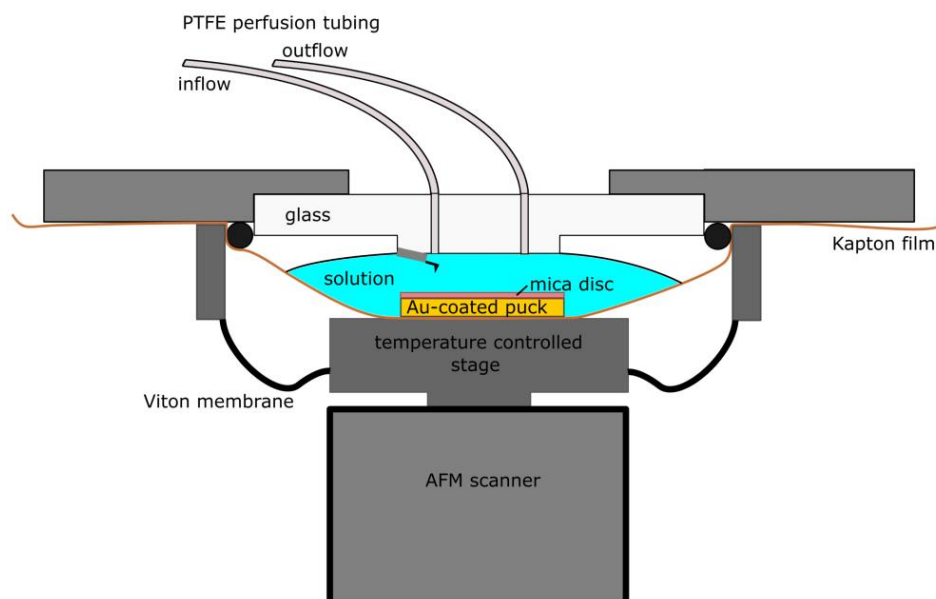 PTFE perfusion tubing
outflow
inflow
glass
Kapton film
solution
mica disc
Au-coated puck
temperature controlled
stage
Viton membrane
AFM scanner